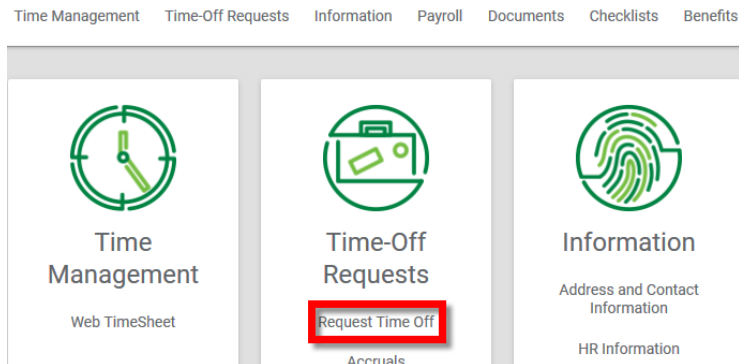 Time Management Time-Off Requests Information Payroll Documents Checklists Benefits
Time
Management
Web TimeSheet
Time-Off
Requests
Request Time Off
Accruals
Information
Address and Contact
Information
HR Information